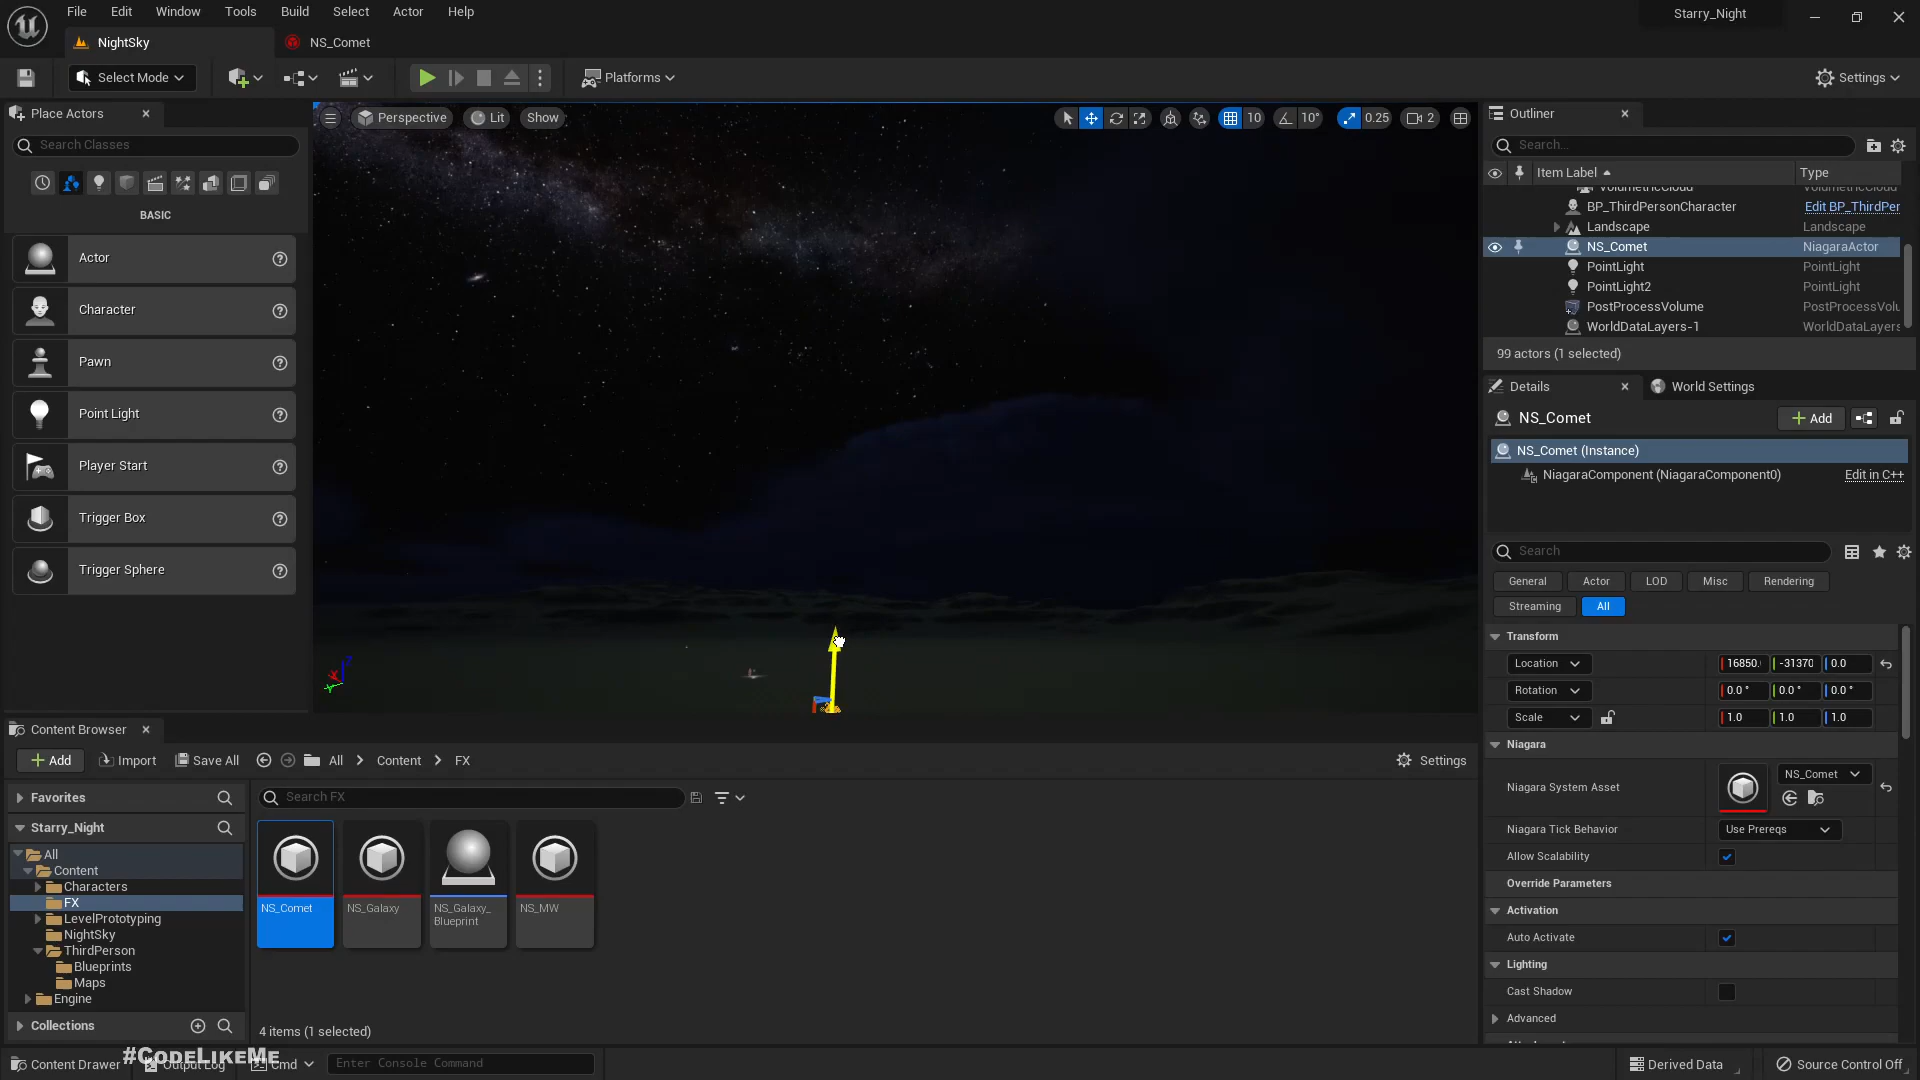 File Edit Window Tools Build Select Actor Help
Starry_Night
NightSky
NS_Comet
Select Mode
Platforms
Settings
Place Actors
Search Classes
BASIC
Actor
Character
Pawn
Point Light
Player Start
Trigger Box
Trigger Sphere
Perspective
Lit
Show
10
10°
0.25
2
Outliner
Search...
Item Label
Type
VolumetricCloud VolumetricCloud
BP_ThirdPersonCharacter Edit BP_ThirdPer
Landscape Landscape
NS_Comet NiagaraActor
PointLight PointLight
PointLight2 PointLight
PostProcessVolume PostProcessVolu
WorldDataLayers-1 WorldDataLayers
99 actors (1 selected)
Details
World Settings
NS_Comet
Add
NS_Comet (Instance)
NiagaraComponent (NiagaraComponent0) Edit in C++
Search
General Actor LOD Misc Rendering
Streaming All
Transform
Location 16850. -31370 0.0
Rotation 0.0 ° 0.0 ° 0.0 °
Scale 1.0 1.0 1.0
Niagara
Niagara System Asset
NS_Comet
Niagara Tick Behavior Use Prereqs
Allow Scalability
Override Parameters
Activation
Auto Activate
Lighting
Cast Shadow
Advanced
Content Browser
Add Import Save All All Content FX Settings
Favorites
Search FX
Starry_Night
All
Content
Characters
FX
LevelPrototyping
NightSky
ThirdPerson
Blueprints
Maps
Engine
Collections
NS_Comet
NS_Galaxy
NS_Galaxy_
Blueprint
NS_MW
4 items (1 selected)
#CodeLikeMe
Content Drawer Output Log Cmd Enter Console Command
Derived Data Source Control Off